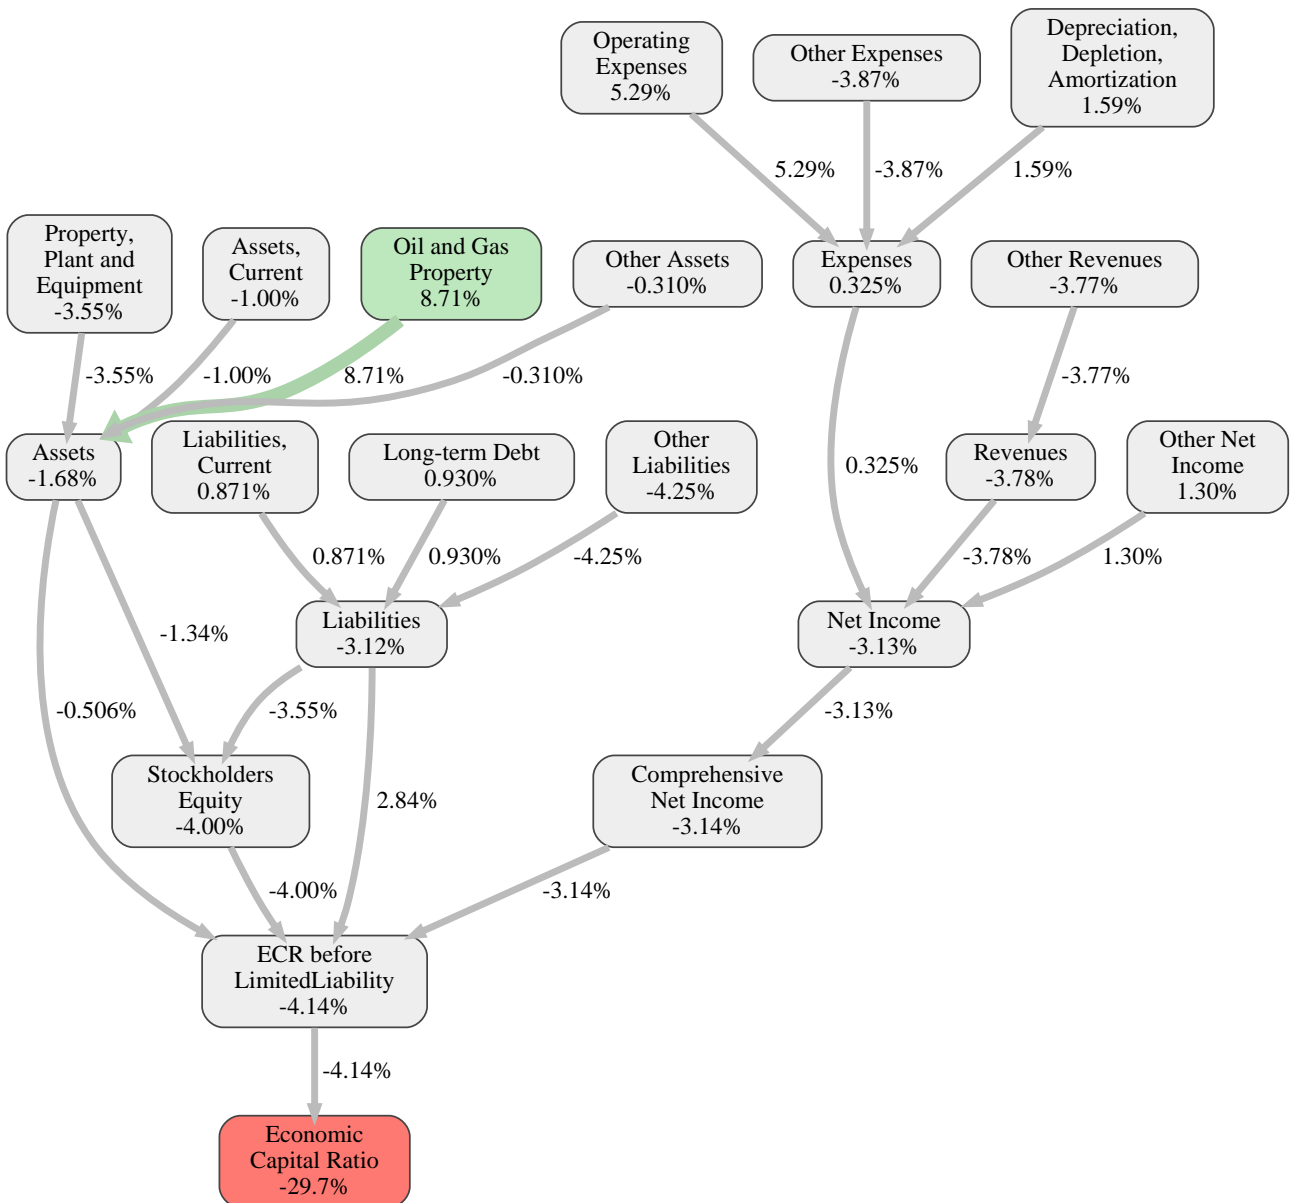 Operating
Expenses
5.29%
Other Expenses
-3.87%
Depreciation,
Depletion,
Amortization
1.59%
5.29%
-3.87%
1.59%
Property,
Plant and
Equipment
-3.55%
Assets,
Current
-1.00%
Oil and Gas
Property
8.71%
Other Assets
-0.310%
Expenses
0.325%
Other Revenues
-3.77%
-3.55%
-1.00%
8.71%
-0.310%
-3.77%
Assets
-1.68%
Liabilities,
Current
0.871%
Long-term Debt
0.930%
Other
Liabilities
-4.25%
0.325%
Revenues
-3.78%
Other Net
Income
1.30%
0.871%
0.930%
-4.25%
-3.78%
1.30%
-1.34%
Liabilities
-3.12%
Net Income
-3.13%
-0.506%
-3.55%
-3.13%
Stockholders
Equity
-4.00%
2.84%
Comprehensive
Net Income
-3.14%
-4.00%
-3.14%
ECR before
LimitedLiability
-4.14%
-4.14%
Economic
Capital Ratio
-29.7%